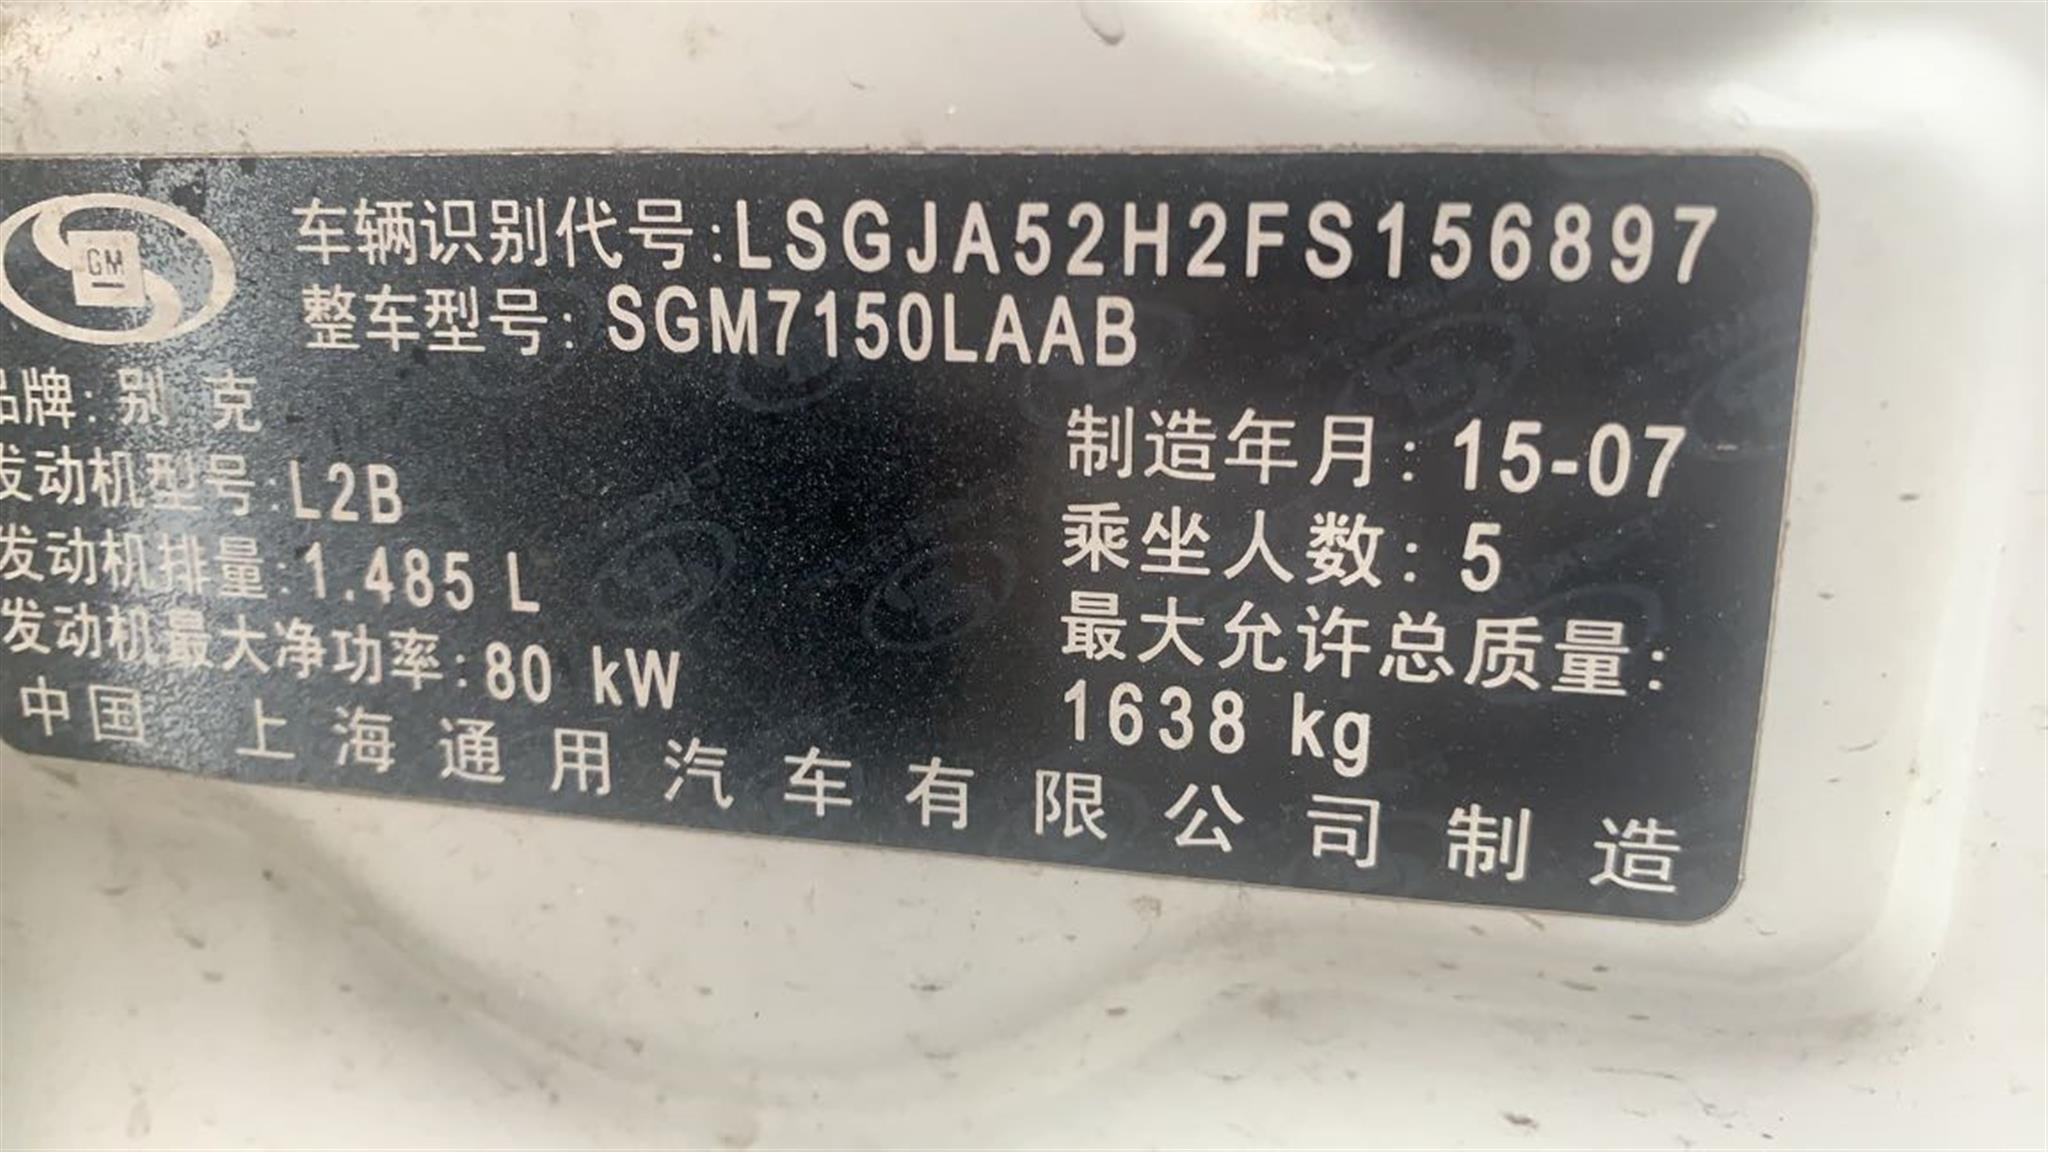 GM
车辆识别代号:LSGJA52H2FS156897
整车型号: SGM7150LAAB
品牌: 别克
发动机型号:L2B
发动机排量:1.485 L
发动机最大净功率:80 kW
制造年月: 15-07
乘坐人数: 5
最大允许总质量:
1638 kg
中国 上海通用汽车有限公司制造